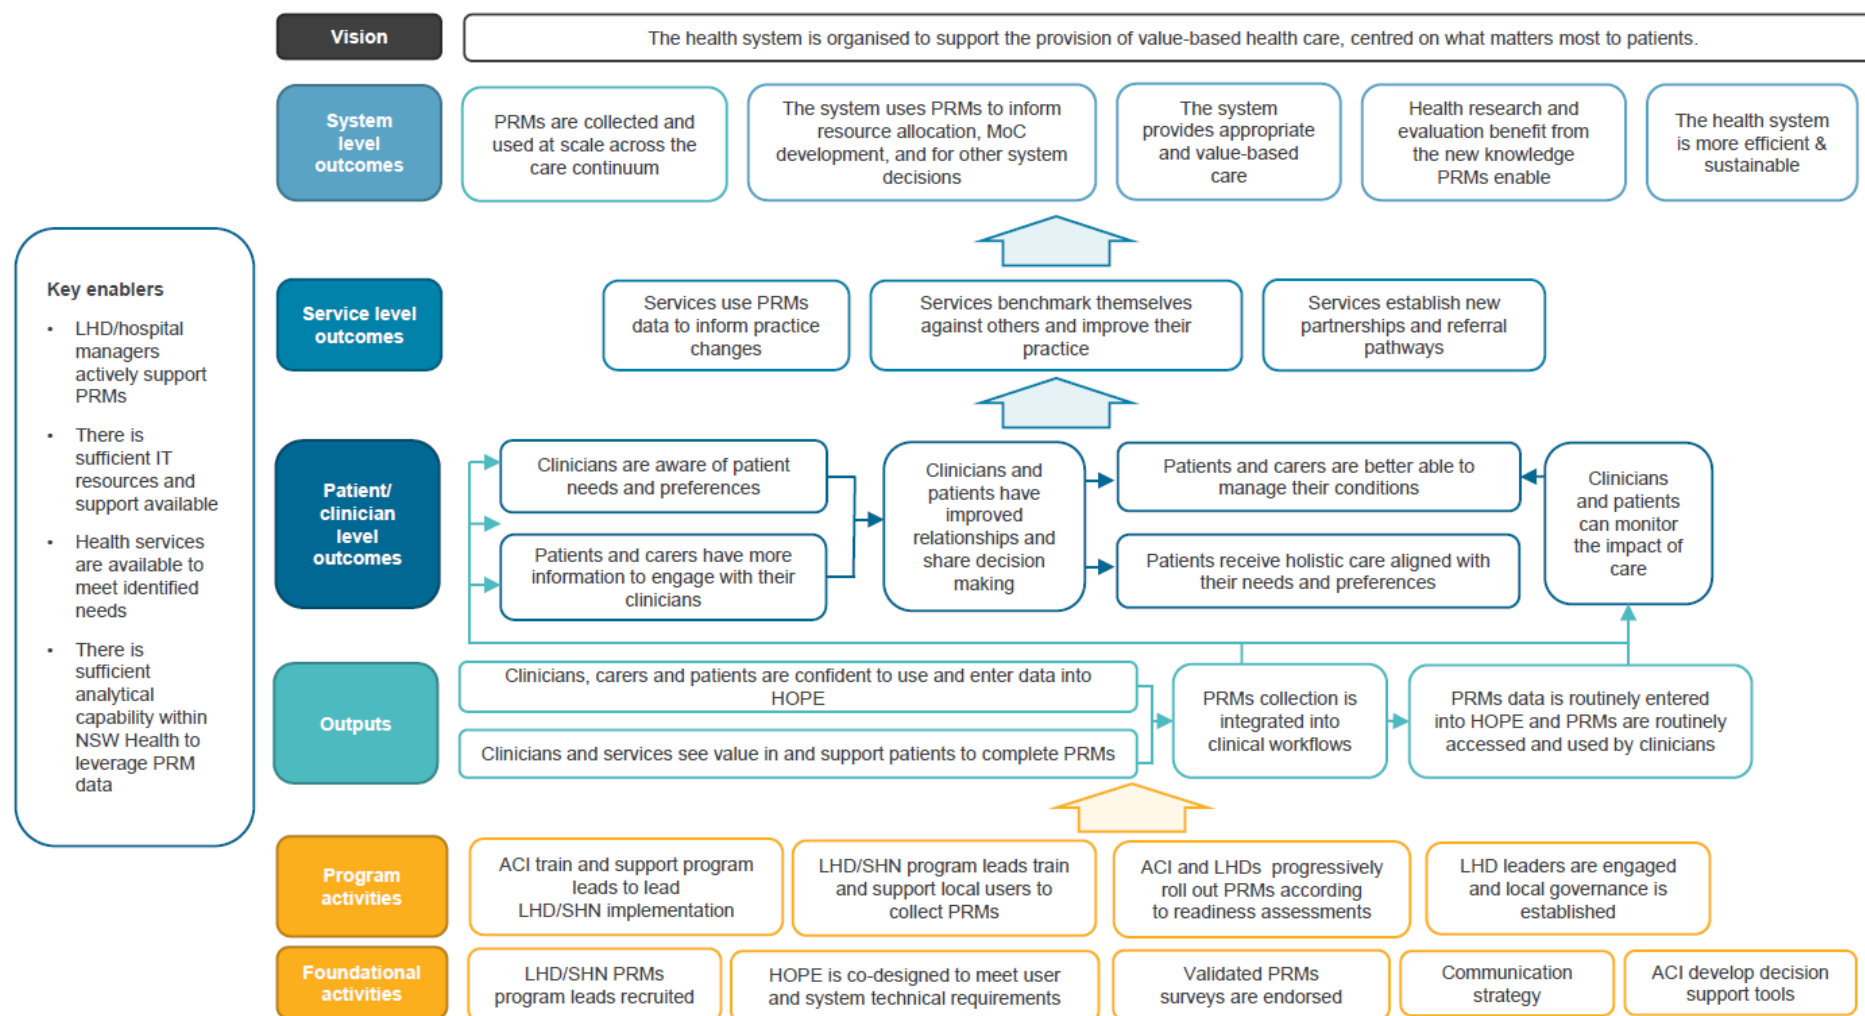 Vision
The health system is organised to support the provision of value-based health care, centred on what matters most to patients.
System
level
outcomes
PRMs are collected and
used at scale across the
care continuum
The system uses PRMs to inform
resource allocation, MoC
development, and for other system
decisions
The system
provides appropriate
and value-based
care
Health research and
evaluation benefit from
the new knowledge
PRMs enable
The health system
is more efficient &
sustainable
Key enablers
• LHD/hospital
managers
actively support
PRMs
• There is
sufficient IT
resources and
support available
• Health services
are available to
meet identified
needs
• There is
sufficient
analytical
capability within
NSW Health to
leverage PRM
data
Service level
outcomes
Services use PRMs
data to inform practice
changes
Services benchmark themselves
against others and improve their
practice
Services establish new
partnerships and referral
pathways
Patient/
clinician
level
outcomes
Clinicians are aware of patient
needs and preferences
Patients and carers have more
information to engage with their
clinicians
Clinicians and
patients have
improved
relationships and
share decision
making
Patients and carers are better able to
manage their conditions
Patients receive holistic care aligned with
their needs and preferences
Clinicians
and patients
can monitor
the impact of
care
Outputs
Clinicians, carers and patients are confident to use and enter data into
HOPE
Clinicians and services see value in and support patients to complete PRMs
PRMs collection is
integrated into
clinical workflows
PRMs data is routinely entered
into HOPE and PRMs are routinely
accessed and used by clinicians
Program
activities
ACI train and support program
leads to lead
LHD/SHN implementation
LHD/SHN program leads train
and support local users to
collect PRMs
ACI and LHDs progressively
roll out PRMs according
to readiness assessments
LHD leaders are engaged
and local governance is
established
Foundational
activities
LHD/SHN PRMs
program leads recruited
HOPE is co-designed to meet user
and system technical requirements
Validated PRMs
surveys are endorsed
Communication
strategy
ACI develop decision
support tools